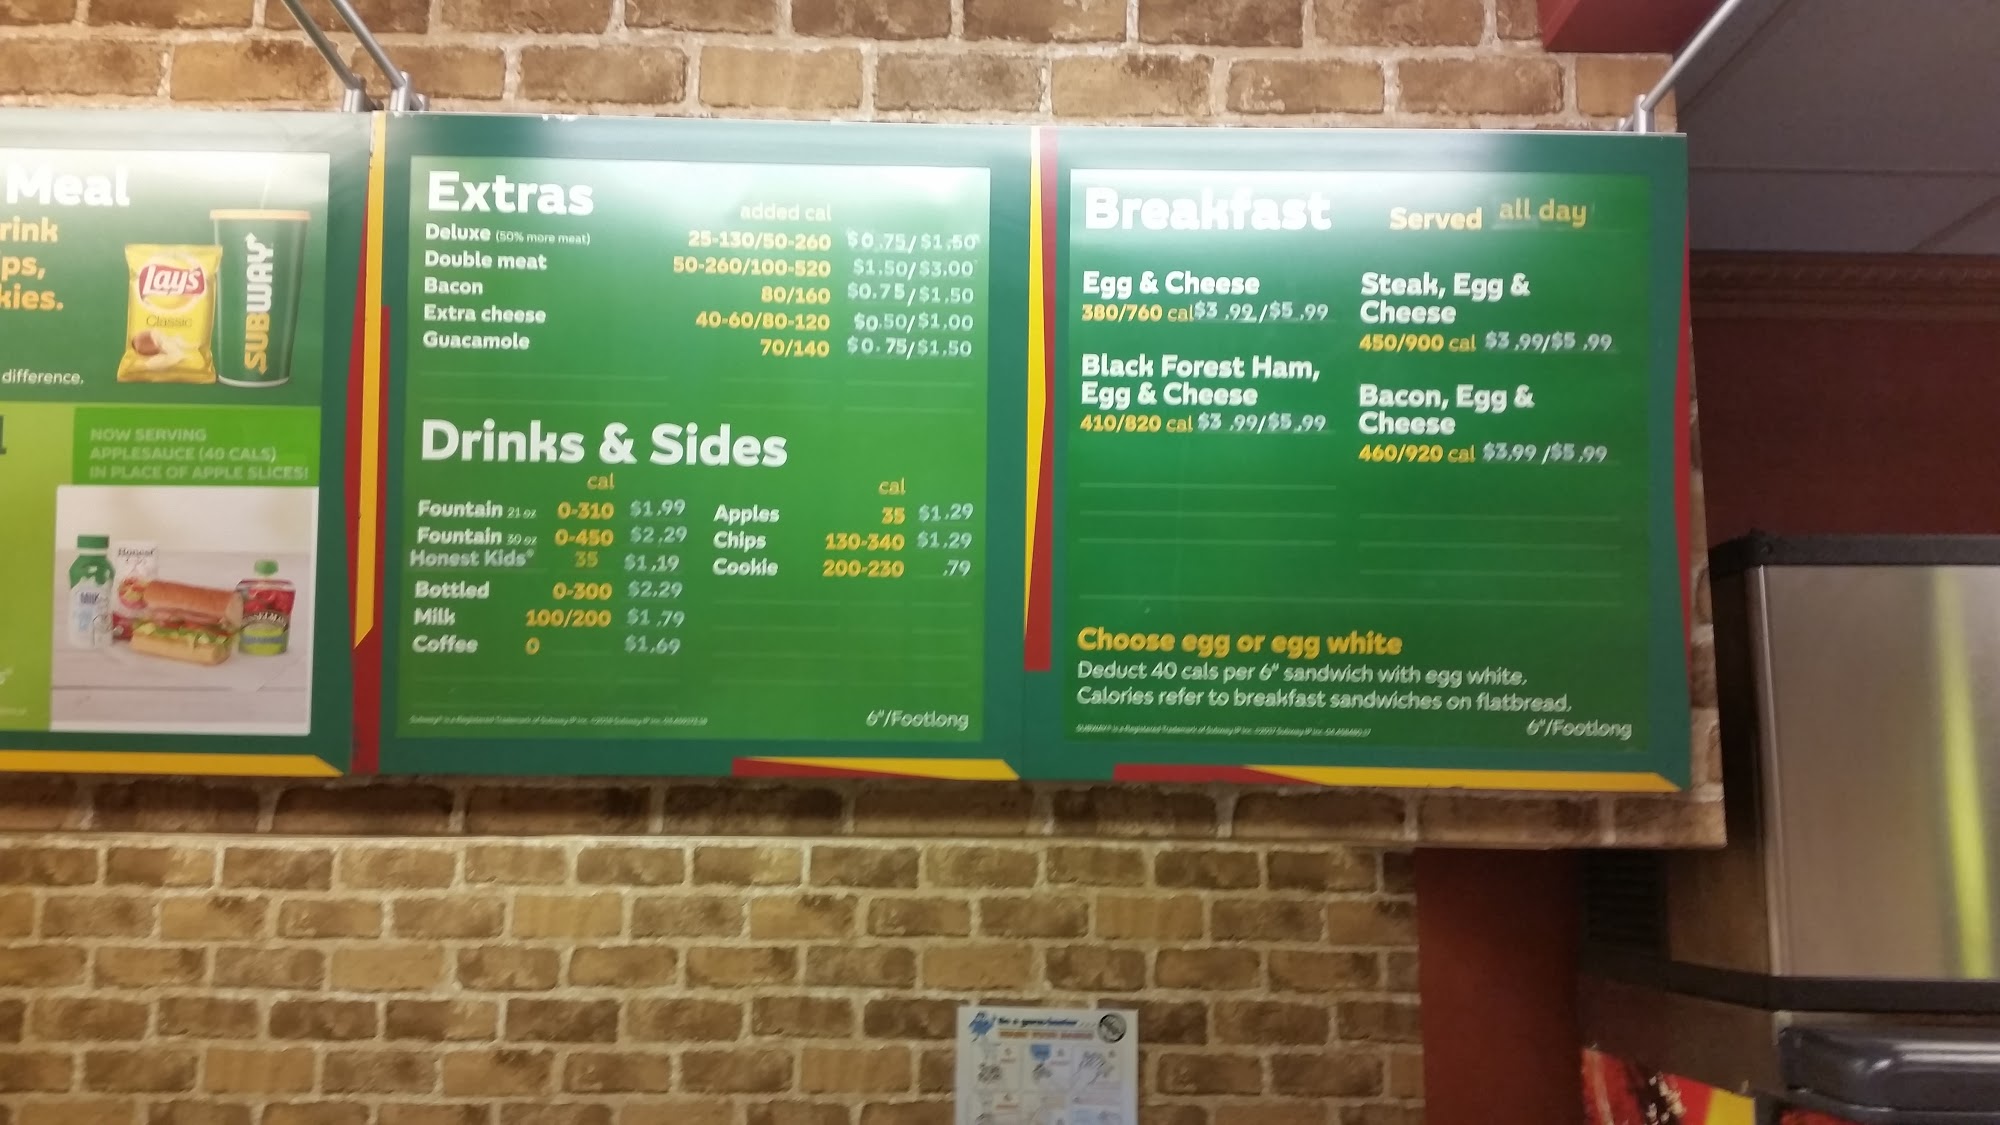 Meal
rink
ps,
kies.
Lay's
Classic
SUBWAY
difference.
NOW SERVING
APPLESAUCE (40 CALS)
IN PLACE OF APPLE SLICES!
Milk
Honest
Extras
added cal
Deluxe (50% more meat) 25-130/50-260 $0.75/$1.50
Double meat 50-260/100-520 $1.50/$3.00
Bacon 80/160 $0.75/$1.50
Extra cheese 40-60/80-120 $0.50/$1.00
Guacamole 70/140 $0.75/$1.50
Drinks & Sides
cal
Fountain 21 oz 0-310 $1.99
Fountain 30 oz 0-450 $2.29
Honest Kids® 35 $1.19
Bottled 0-300 $2.29
Milk 100/200 $1.79
Coffee 0 $1.69
cal
Apples 35 $1.29
Chips 130-340 $1.29
Cookie 200-230 .79
6"/Footlong
Breakfast Served all day
Egg & Cheese
380/760 cal $3.99/$5.99
Black Forest Ham,
Egg & Cheese
410/820 cal $3.99/$5.99
Steak, Egg &
Cheese
450/900 cal $3.99/$5.99
Bacon, Egg &
Cheese
460/920 cal $3.99/$5.99
Choose egg or egg white
Deduct 40 cals per 6" sandwich with egg white.
Calories refer to breakfast sandwiches on flatbread.
6"/Footlong